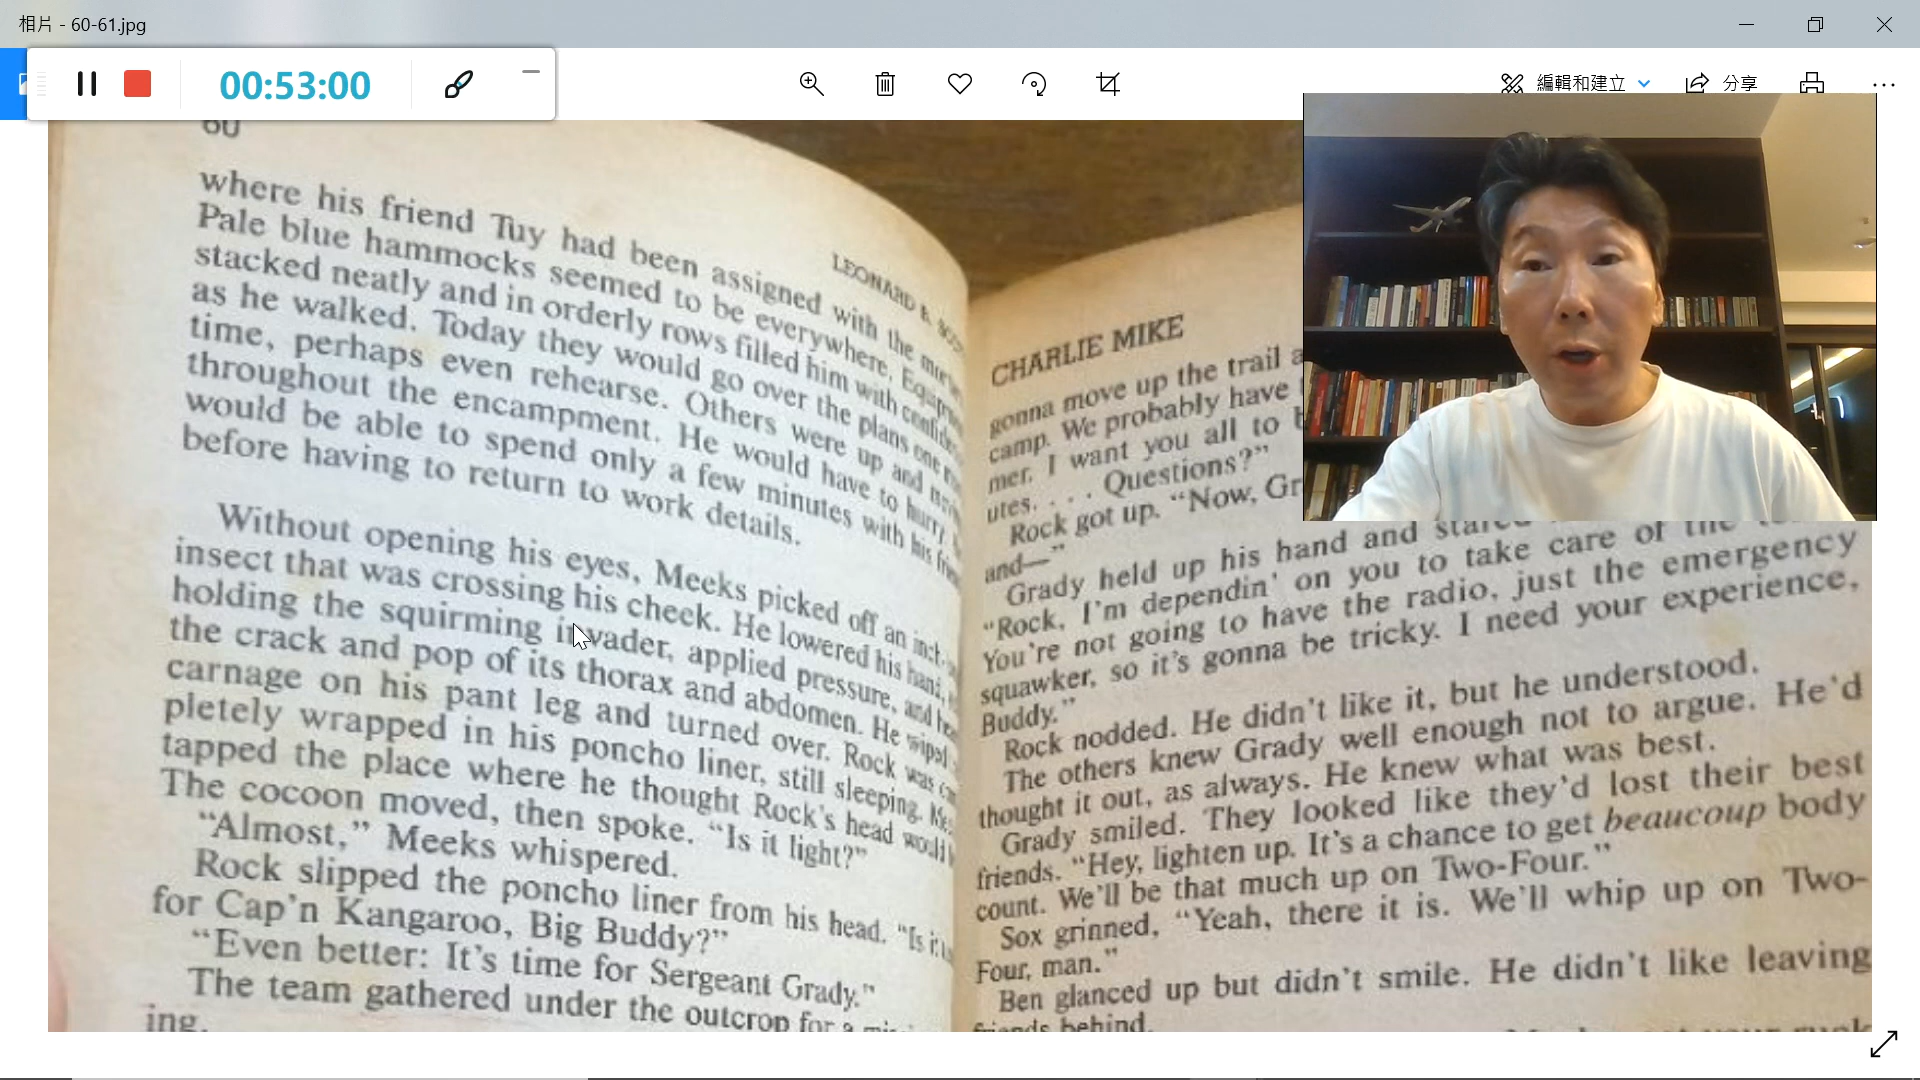 相片 - 60-61.jpg
00:53:00
編輯和建立
分享
60
LEONARD B. SCOTT
where his friend Tuy had been assigned with the
Pale blue hammocks seemed to be everywhere.
stacked neatly and in orderly rows filled him with
as he walked. Today they would go over the plans one
time, perhaps even rehearse. Others were up and
throughout the encampment. He would have to hurry.
would be able to spend only a few minutes with his
before having to return to work details.
Without opening his eyes, Meeks picked off an
insect that was crossing his cheek. He lowered his hand,
holding the squirming invader, applied pressure, and
the crack and pop of its thorax and abdomen. He wiped
carnage on his pant leg and turned over. Rock was
pletely wrapped in his poncho liner, still sleeping.
tapped the place where he thought Rock's head would
The cocoon moved, then spoke. "Is it light?"
"Almost," Meeks whispered.
Rock slipped the poncho liner from his head. "Is it
for Cap'n Kangaroo, Big Buddy?"
"Even better: It's time for Sergeant Grady."
The team gathered under the outcrop for a
ing.
CHARLIE MIKE
gonna move up the trail
camp. We probably have
mer. I want you all to
utes. . . . Questions?"
Rock got up. "Now,
and—"
Grady held up his hand and
"Rock, I'm dependin' on you to take care of the
You're not going to have the radio, just the emergency
squawker, so it's gonna be tricky. I need your experience,
Buddy."
Rock nodded. He didn't like it, but he understood.
The others knew Grady well enough not to argue. He'd
thought it out, as always. He knew what was best.
Grady smiled. They looked like they'd lost their best
friends. "Hey, lighten up. It's a chance to get beaucoup body
count. We'll be that much up on Two-Four."
Sox grinned, "Yeah, there it is. We'll whip up on Two-
Four, man."
Ben glanced up but didn't smile. He didn't like leaving
friends behind.